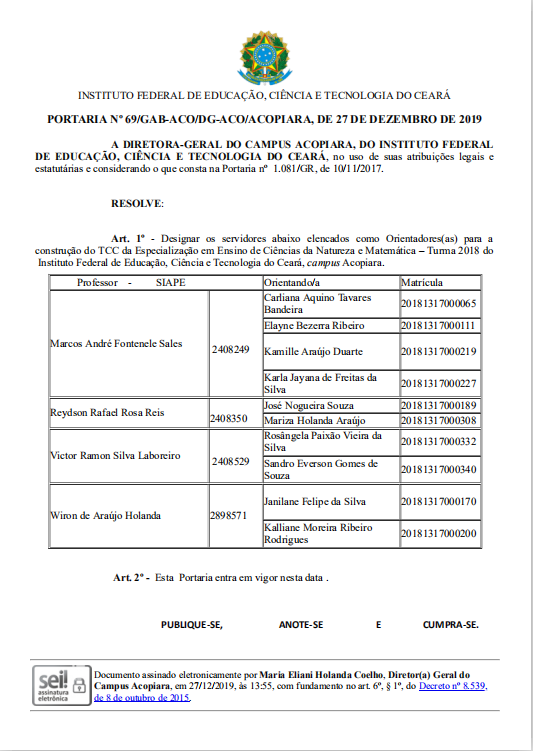 INSTITUTO FEDERAL DE EDUCAÇÃO, CIÊNCIA E TECNOLOGIA DO CEARÁ
PORTARIA Nº 69/GAB-ACO/DG-ACO/ACOPIARA, DE 27 DE DEZEMBRO DE 2019
A DIRETORA-GERAL DO CAMPUS ACOPIARA, DO INSTITUTO FEDERAL
DE EDUCAÇÃO, CIÊNCIA E TECNOLOGIA DO CEARÁ, no uso de suas atribuições legais e
estatutárias e considerando o que consta na Portaria nº 1.081/GR, de 10/11/2017.
RESOLVE:
Art. 1º - Designar os servidores abaixo elencados como Orientadores(as) para a
construção do TCC da Especialização em Ensino de Ciências da Natureza e Matemática – Turma 2018 do
Instituto Federal de Educação, Ciência e Tecnologia do Ceará, campus Acopiara.
Professor - SIAPE Orientando/a Matrícula
Marcos André Fontenele Sales 2408249
Carliana Aquino Tavares
Bandeira 20181317000065
Elayne Bezerra Ribeiro 20181317000111
Kamille Araújo Duarte 20181317000219
Karla Jayana de Freitas da
Silva 20181317000227
Reydson Rafael Rosa Reis 2408350
José Nogueira Souza 20181317000189
Mariza Holanda Araújo 20181317000308
Victor Ramon Silva Laboreiro 2408529
Rosângela Paixão Vieira da
Silva 20181317000332
Sandro Everson Gomes de
Souza 20181317000340
Wiron de Araújo Holanda 2898571
Janilane Felipe da Silva 20181317000170
Kalliane Moreira Ribeiro
Rodrigues 20181317000200
Art. 2º - Esta Portaria entra em vigor nesta data .
PUBLIQUE-SE, ANOTE-SE E CUMPRA-SE.
sei!
assinatura
eletrônica
Documento assinado eletronicamente por Maria Eliani Holanda Coelho, Diretor(a) Geral do
Campus Acopiara, em 27/12/2019, às 13:55, com fundamento no art. 6º, § 1º, do Decreto nº 8.539,
de 8 de outubro de 2015.